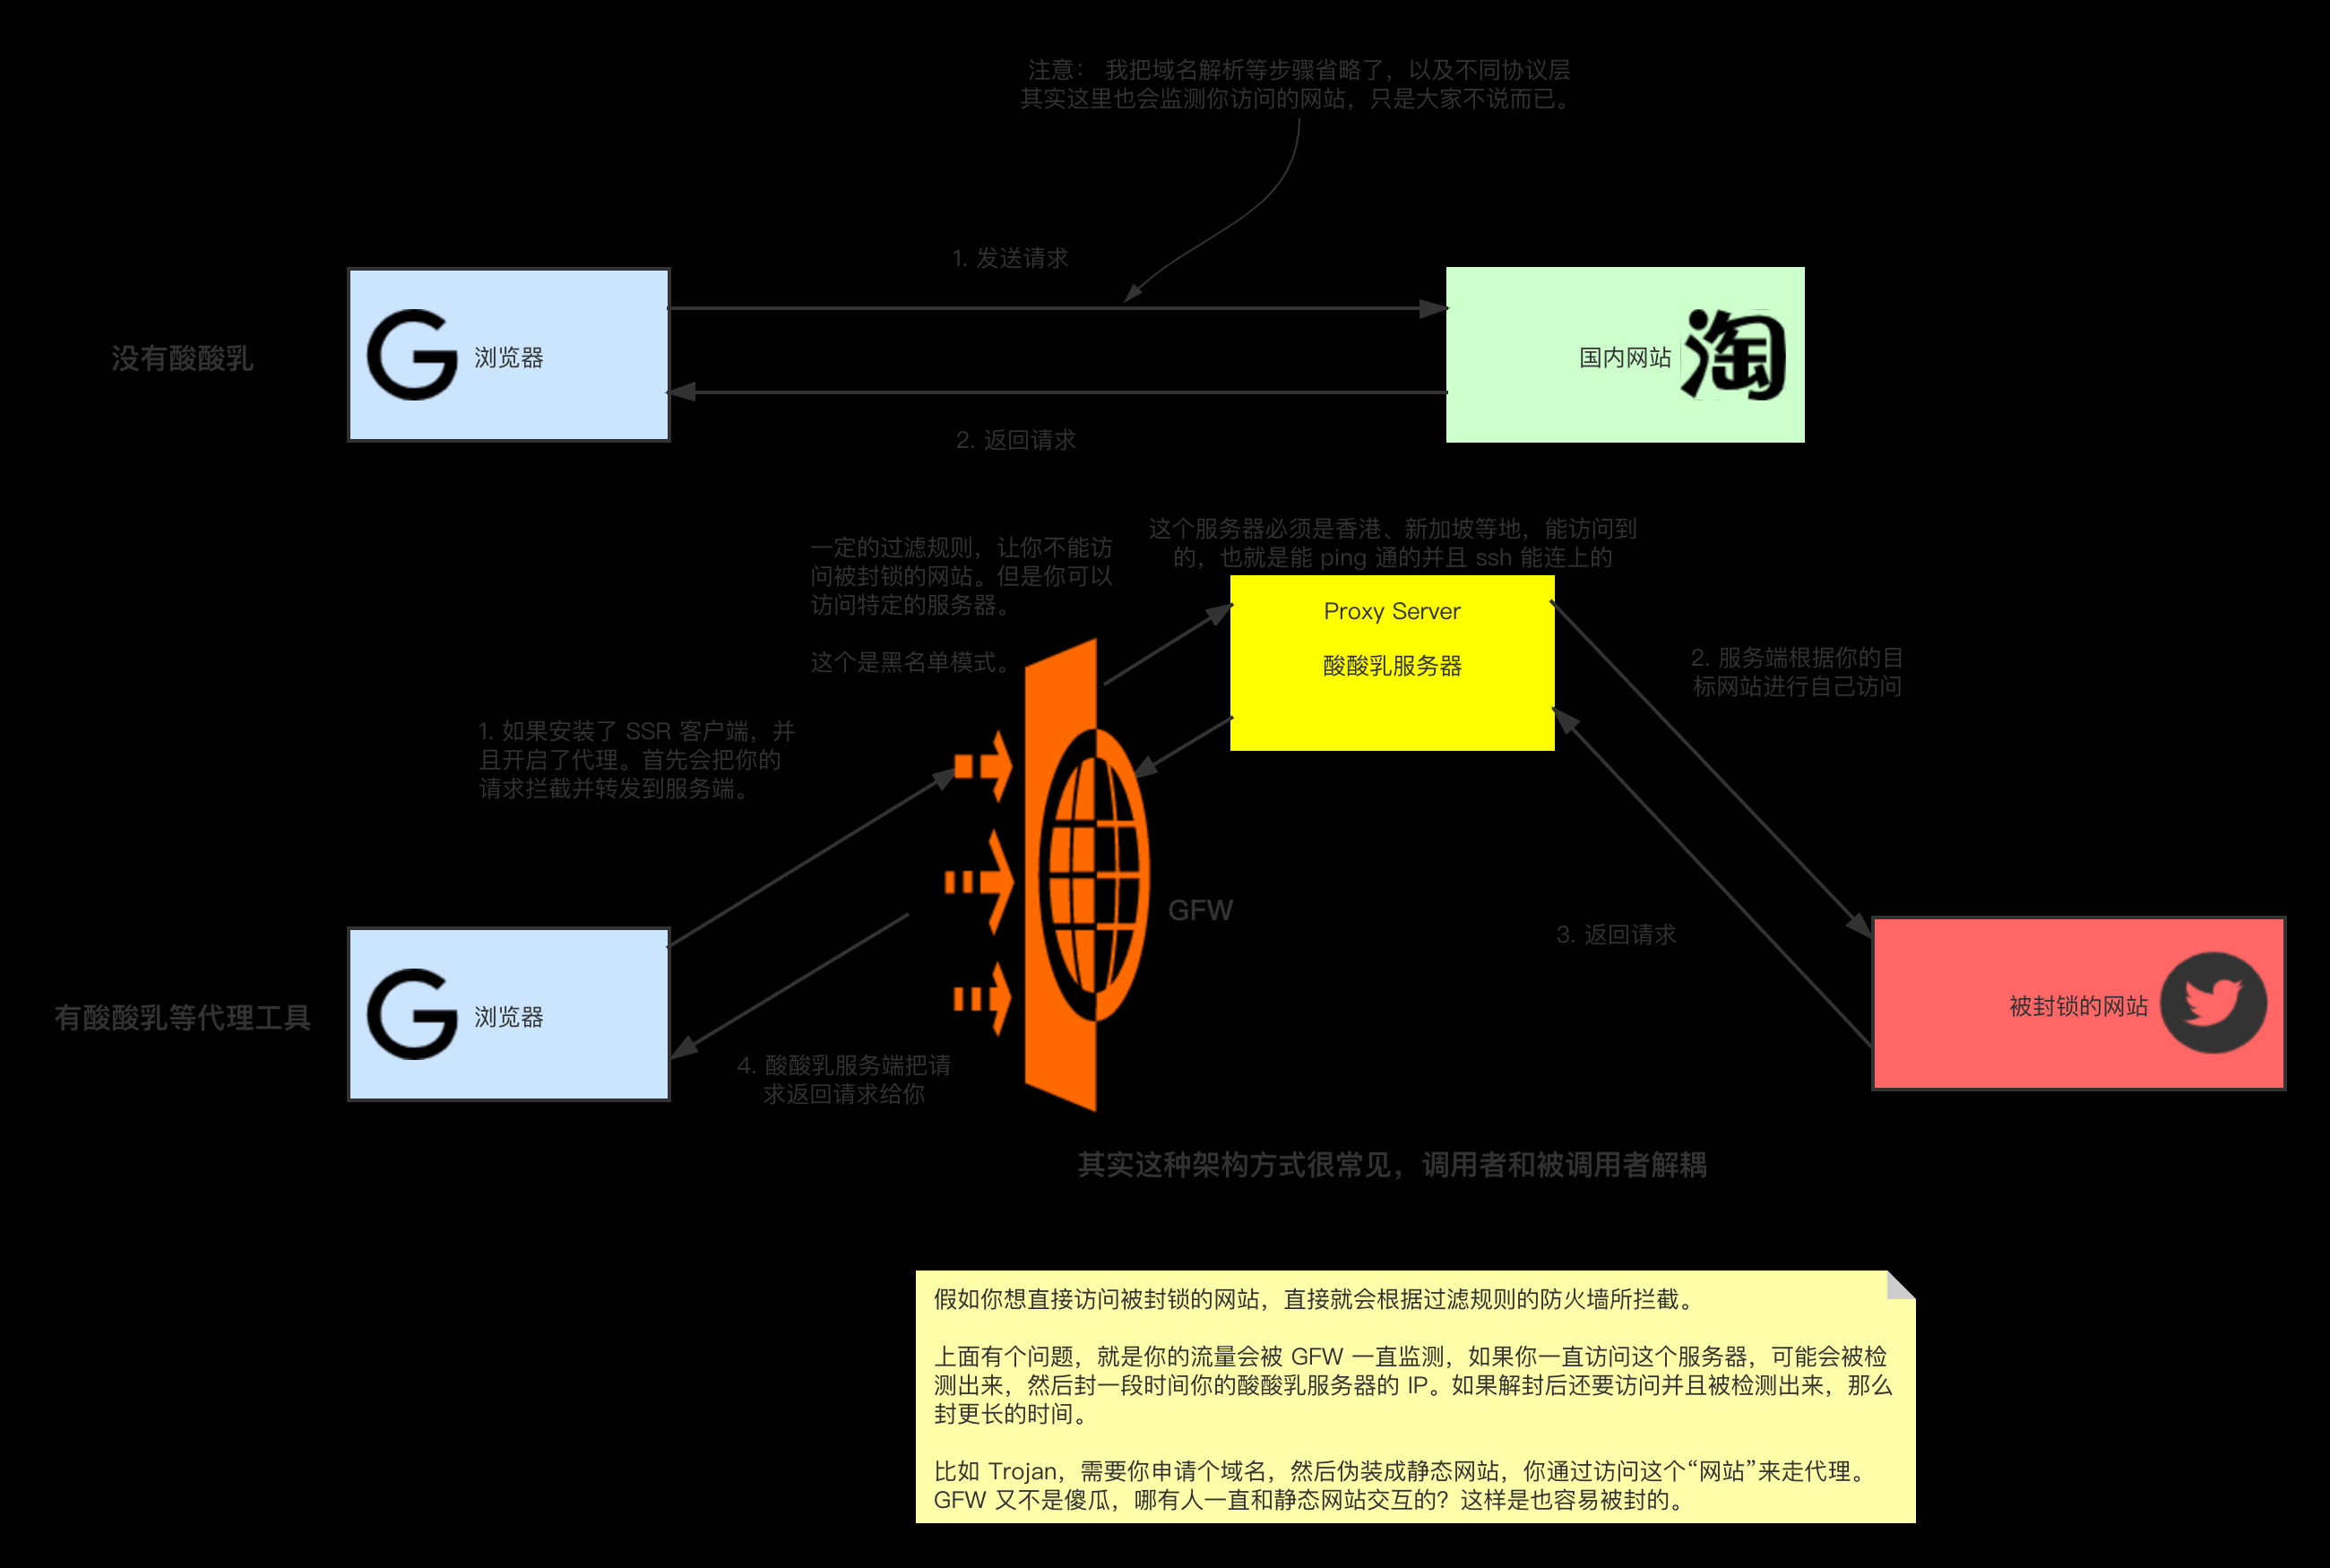 注意： 我把域名解析等步骤省略了，以及不同协议层
其实这里也会监测你访问的网站，只是大家不说而已。
1. 发送请求
没有酸酸乳
浏览器
国内网站
淘
2. 返回请求
一定的过滤规则，让你不能访
问被封锁的网站。但是你可以
访问特定的服务器。
这个是黑名单模式。
这个服务器必须是香港、新加坡等地，能访问到
的，也就是能 ping 通的并且 ssh 能连上的
Proxy Server
酸酸乳服务器
2. 服务端根据你的目
标网站进行自己访问
1. 如果安装了 SSR 客户端，并
且开启了代理。首先会把你的
请求拦截并转发到服务端。
GFW
3. 返回请求
有酸酸乳等代理工具
浏览器
被封锁的网站
4. 酸酸乳服务端把请
求返回请求给你
其实这种架构方式很常见，调用者和被调用者解耦
假如你想直接访问被封锁的网站，直接就会根据过滤规则的防火墙所拦截。
上面有个问题，就是你的流量会被 GFW 一直监测，如果你一直访问这个服务器，可能会被检
测出来，然后封一段时间你的酸酸乳服务器的 IP。如果解封后还要访问并且被检测出来，那么
封更长的时间。
比如 Trojan，需要你申请个域名，然后伪装成静态网站，你通过访问这个“网站”来走代理。
GFW 又不是傻瓜，哪有人一直和静态网站交互的？这样是也容易被封的。